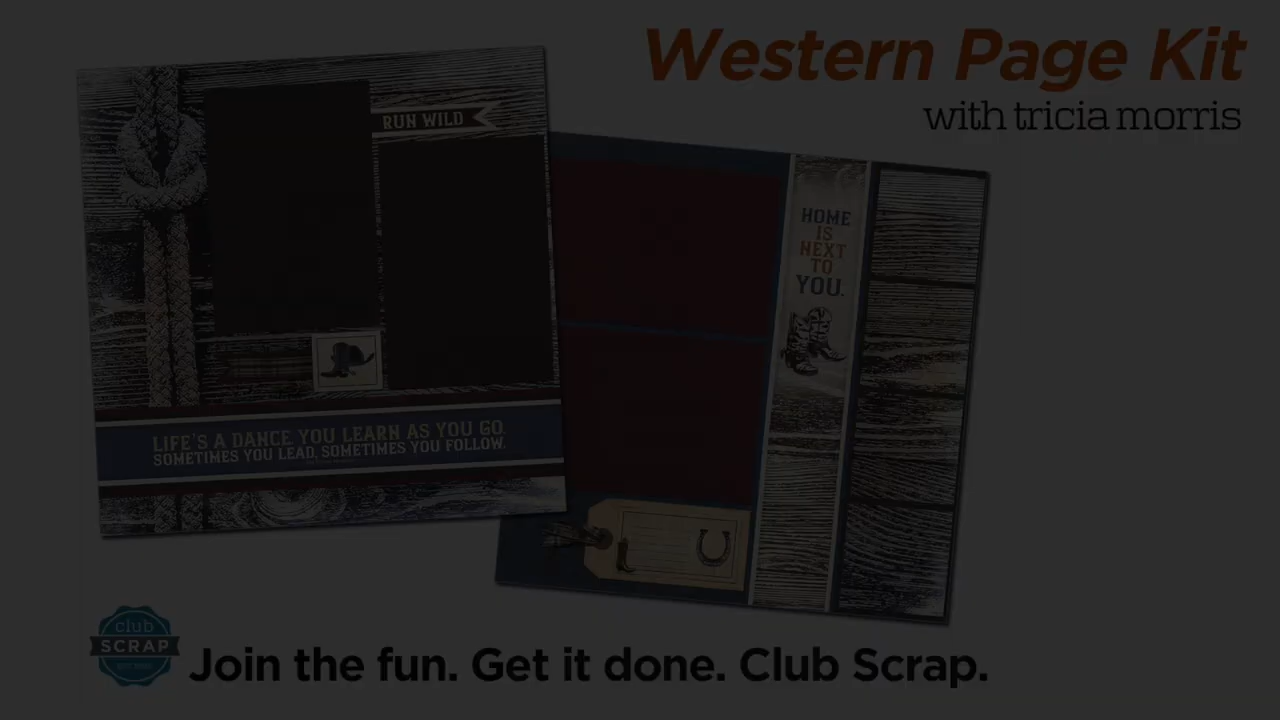 Western Page Kit
with tricia morris
RUN WILD
HOME
IS
NEXT
TO
YOU.
LIFE'S A DANCE YOU LEARN AS YOU GO.
SOMETIMES YOU LEAD, SOMETIMES YOU FOLLOW.
club
SCRAP
Join the fun. Get it done. Club Scrap.